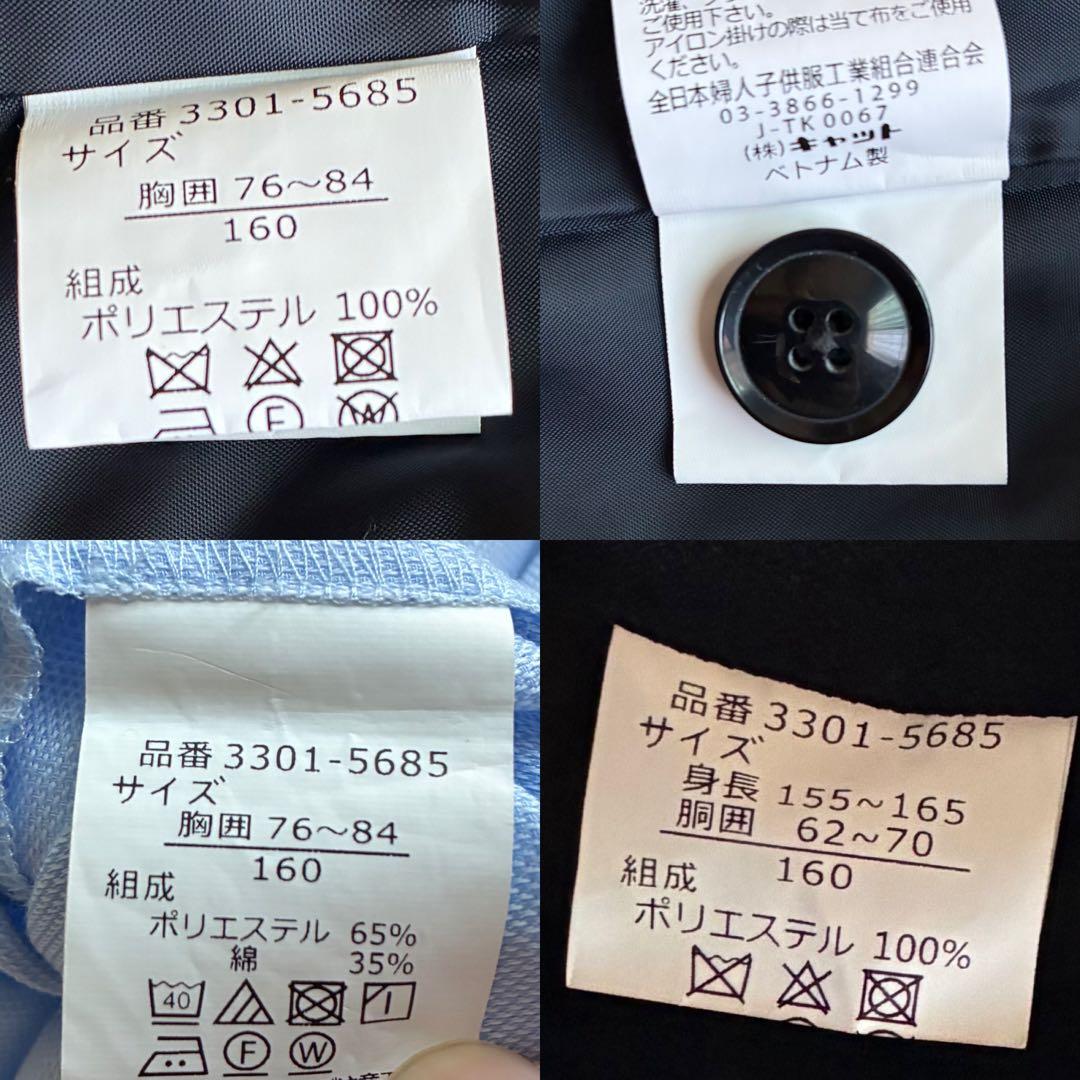 品番 3301-5685
サイズ
胸囲 76～84
160
組成
ポリエステル 100%
F
W
ご使用下さい。
アイロン掛けの際は当て布をご使用
ください。
全日本婦人子供服工業組合連合会
03-3866-1299
J-TK0067
(株)キャット
ベトナム製
品番 3301-5685
サイズ
胸囲 76～84
160
組成
ポリエステル 65%
綿 35%
40
F W
品番 3301-5685
サイズ
身長 155~165
胴囲 62～70
160
組成
ポリエステル 100%